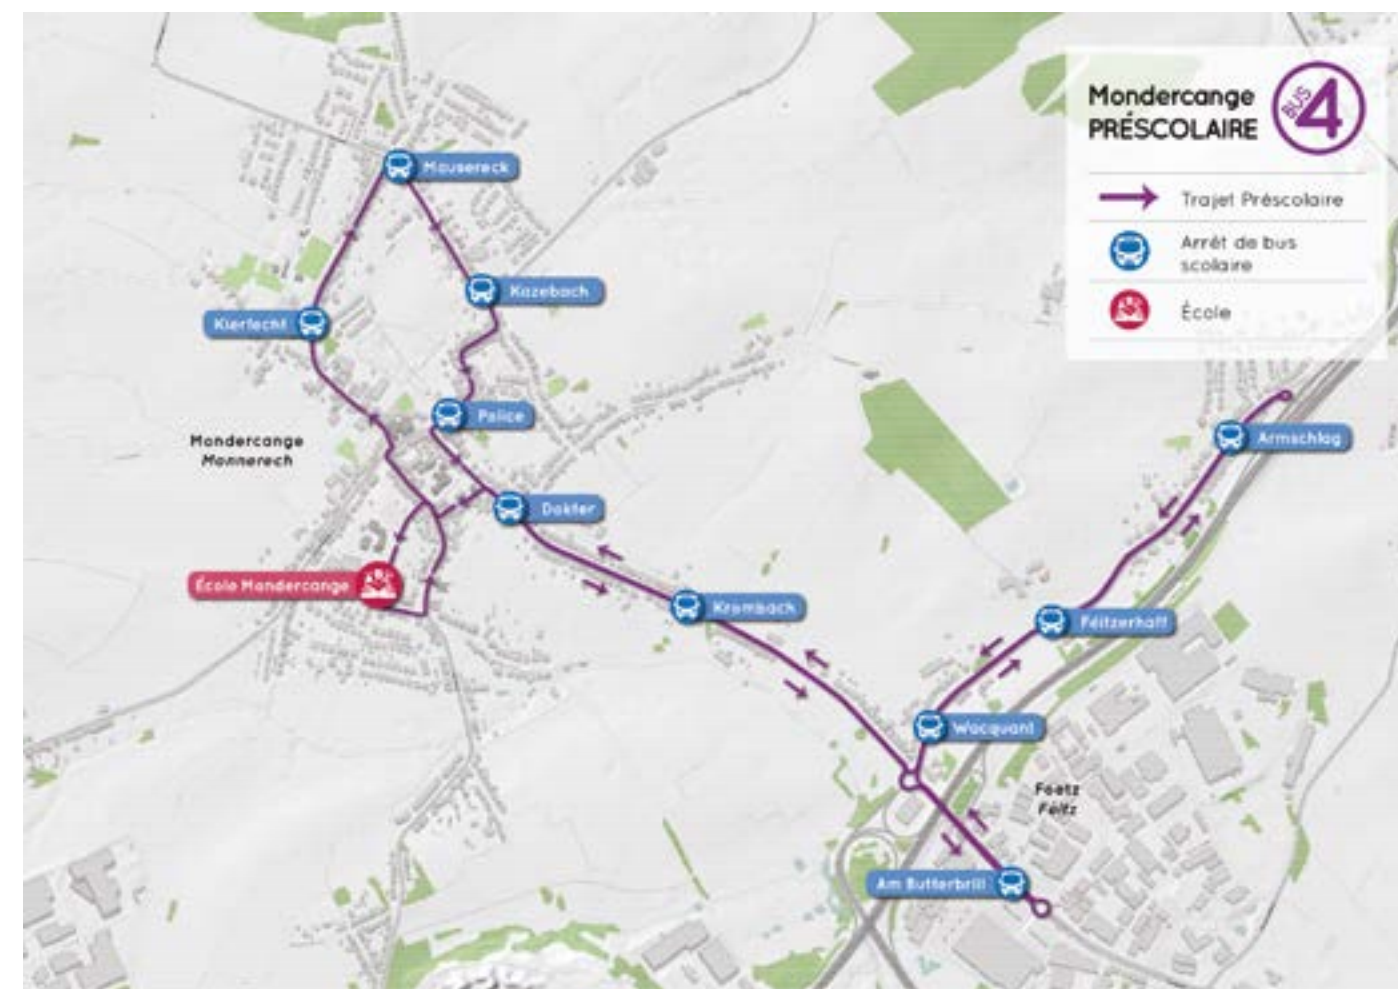 Mondercange
PRÉSCOLAIRE
BUS
4
Trajet Préscolaire
Arrêt de bus
scolaire
École
Mousereck
Kazebach
Kierfecht
Police
Mondercange
Monnerech
Dokter
École Mondercange
Krombach
Armschlag
Féitzerhaff
Wacquant
Foetz
Féitz
Am Butterbrill